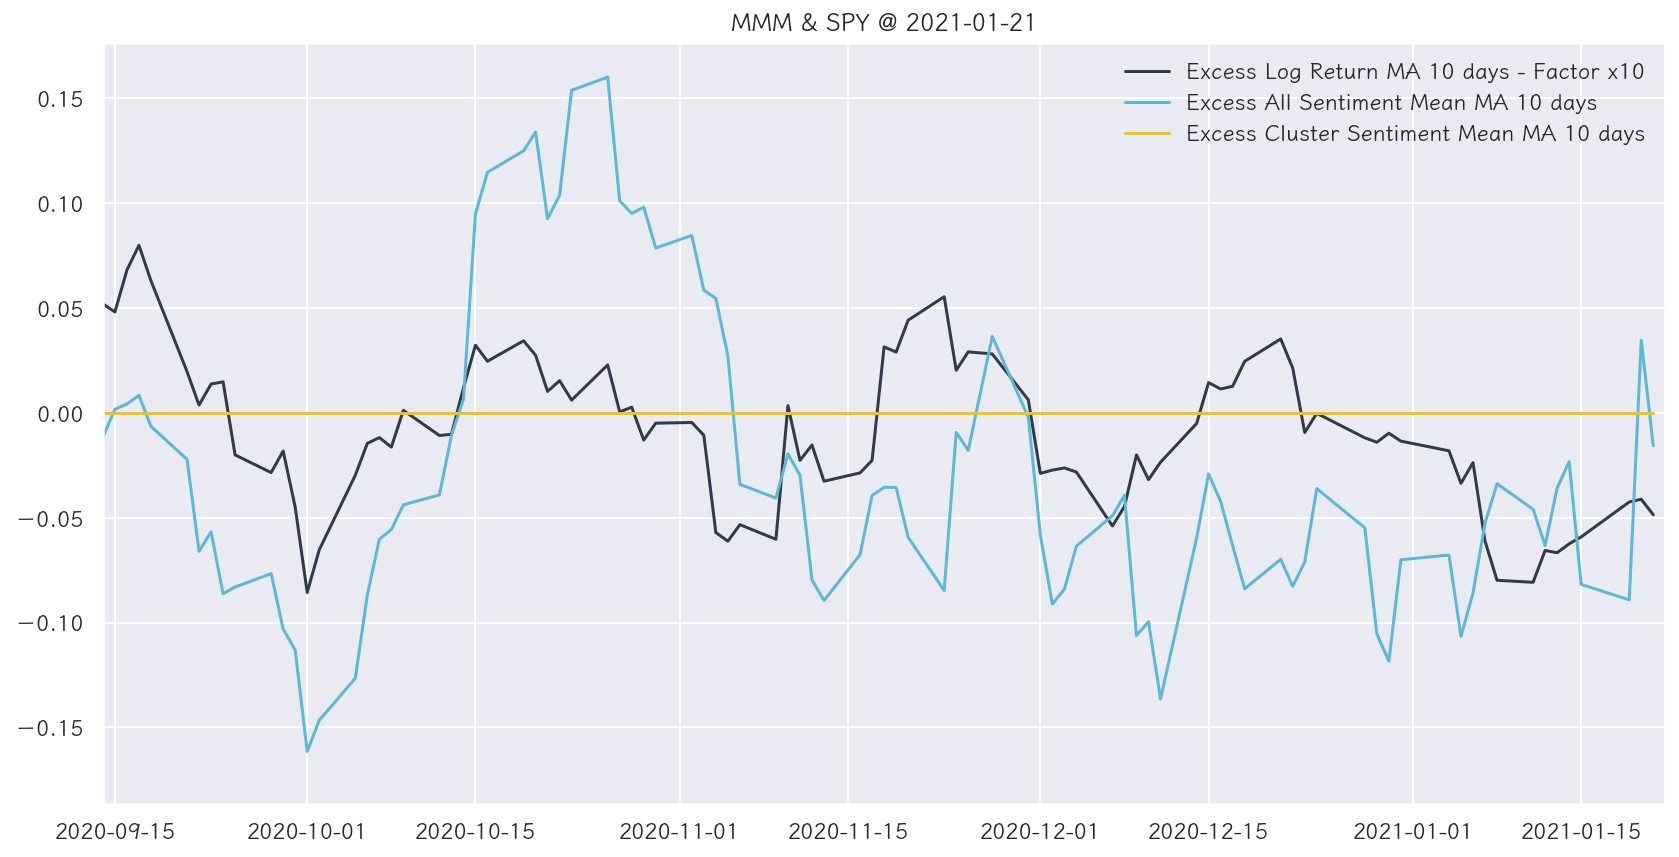 MMM & SPY @ 2021-01-21
Excess Log Return MA 10 days - Factor x10
Excess All Sentiment Mean MA 10 days
Excess Cluster Sentiment Mean MA 10 days
0.15
0.10
0.05
0.00
−0.05
−0.10
−0.15
2020-09-15 2020-10-01 2020-10-15 2020-11-01 2020-11-15 2020-12-01 2020-12-15 2021-01-01 2021-01-15